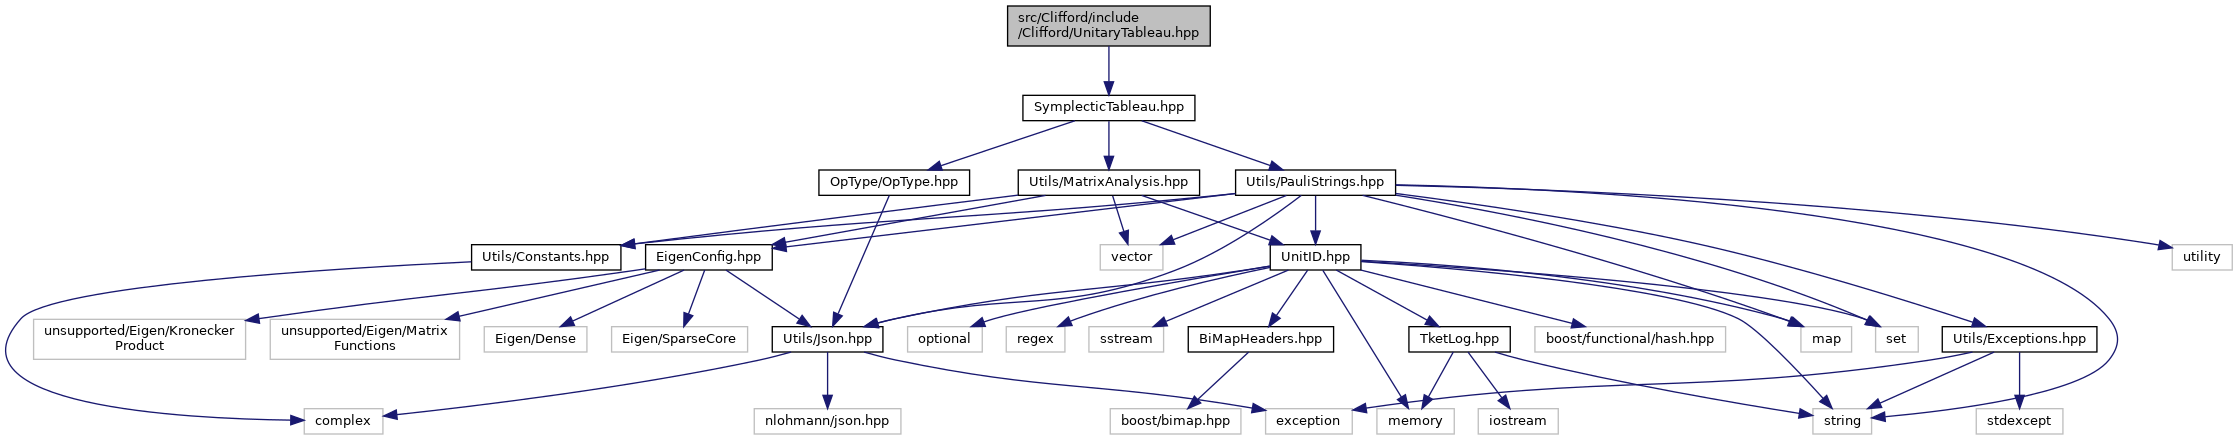 src/Clifford/include
/Clifford/UnitaryTableau.hpp
SymplecticTableau.hpp
OpType/OpType.hpp
Utils/MatrixAnalysis.hpp
Utils/PauliStrings.hpp
Utils/Constants.hpp
EigenConfig.hpp
vector
UnitID.hpp
utility
unsupported/Eigen/Kronecker
Product
unsupported/Eigen/Matrix
Functions
Eigen/Dense
Eigen/SparseCore
Utils/Json.hpp
optional
regex
sstream
BiMapHeaders.hpp
TketLog.hpp
boost/functional/hash.hpp
map
set
Utils/Exceptions.hpp
complex
nlohmann/json.hpp
boost/bimap.hpp
exception
memory
iostream
string
stdexcept